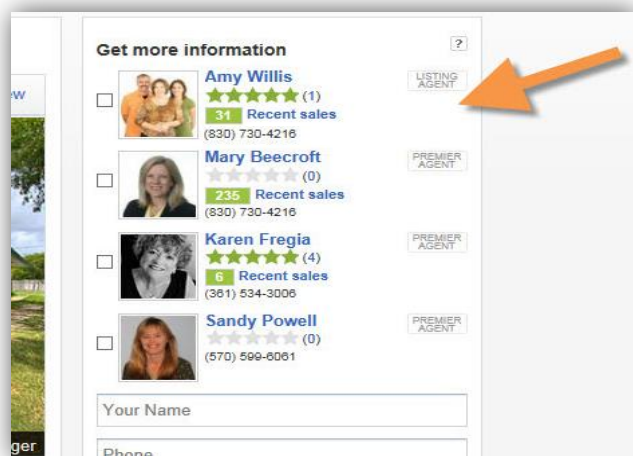 Get more information
?
ew
Amy Willis
LISTING
AGENT
(1)
31 Recent sales
(830) 730-4216
Mary Beecroft
PREMIER
AGENT
(0)
235 Recent sales
(830) 730-4216
Karen Fregia
PREMIER
AGENT
(4)
6 Recent sales
(361) 534-3006
Sandy Powell
PREMIER
AGENT
(0)
(570) 599-6061
Your Name
ger
Phone